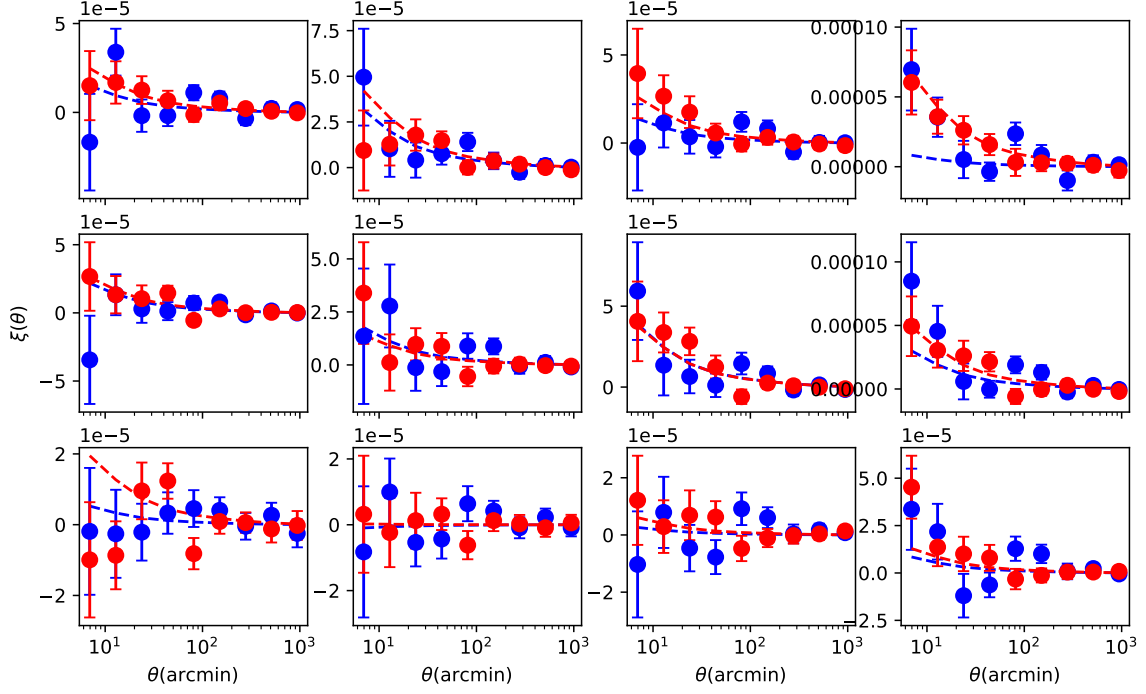 1e−5 1e−5 1e−5
5 0
7.5 5.0 2.5 0.0
5 0
0.00010 0.00005 0.00000
1e−5 1e−5 1e−5
ξ(θ)
5 0 −5
5.0 2.5 0.0
5 0
0.00010 0.00005 0.00000
1e−5 1e−5 1e−5 1e−5
2 0 −2
5 0
2 0 −2
5.0 2.5 0.0 −2.5
10¹ 10² 10³ 10¹ 10² 10³ 10¹ 10² 10³ 10¹ 10² 10³
θ(arcmin) θ(arcmin) θ(arcmin) θ(arcmin)